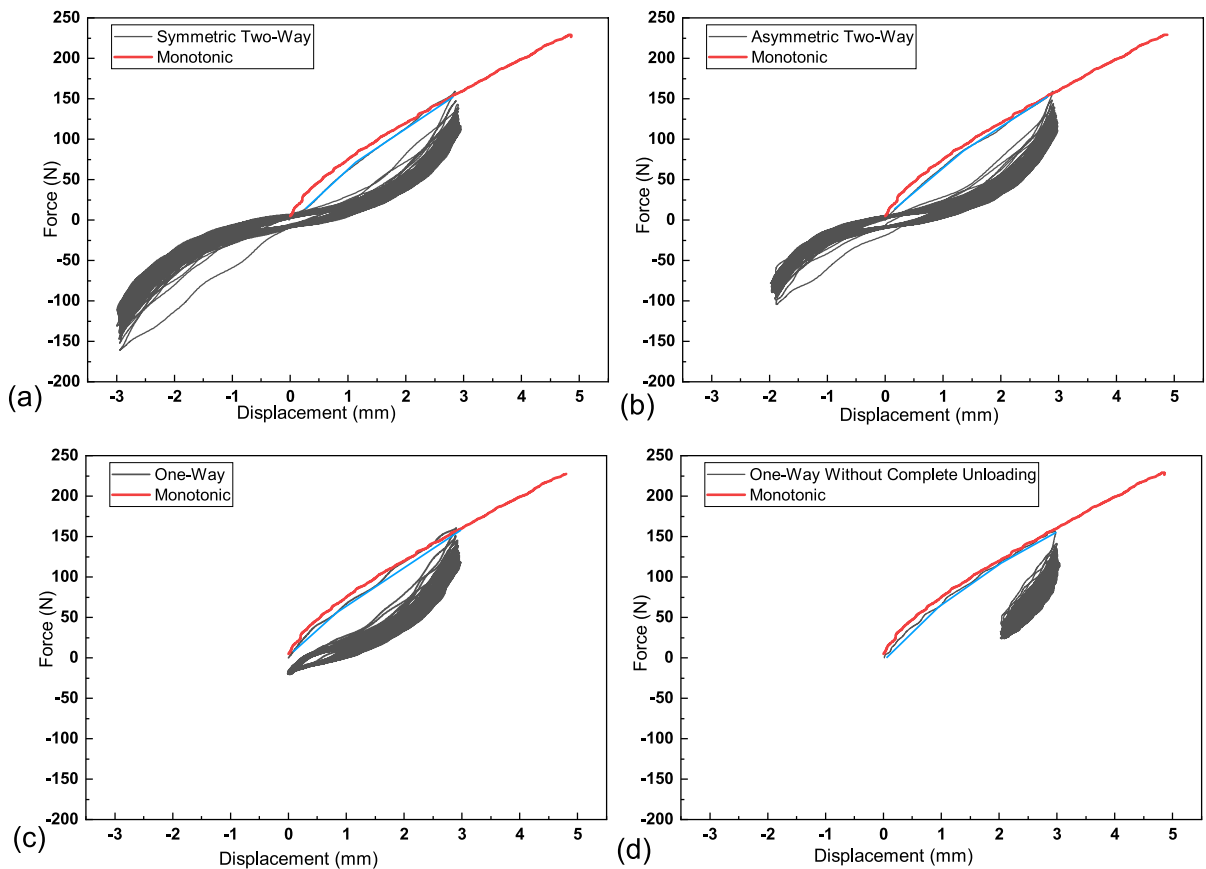 250
200
150
100
50
0
-50
-100
-150
-200
Force (N)
Symmetric Two-Way
Monotonic
-3 -2 -1 0 1 2 3 4 5
Displacement (mm)
(a)
250
200
150
100
50
0
-50
-100
-150
-200
Force (N)
Asymmetric Two-Way
Monotonic
-3 -2 -1 0 1 2 3 4 5
Displacement (mm)
(b)
250
200
150
100
50
0
-50
-100
-150
-200
Force (N)
One-Way
Monotonic
-3 -2 -1 0 1 2 3 4 5
Displacement (mm)
(c)
250
200
150
100
50
0
-50
-100
-150
-200
Force (N)
One-Way Without Complete Unloading
Monotonic
-3 -2 -1 0 1 2 3 4 5
Displacement (mm)
(d)